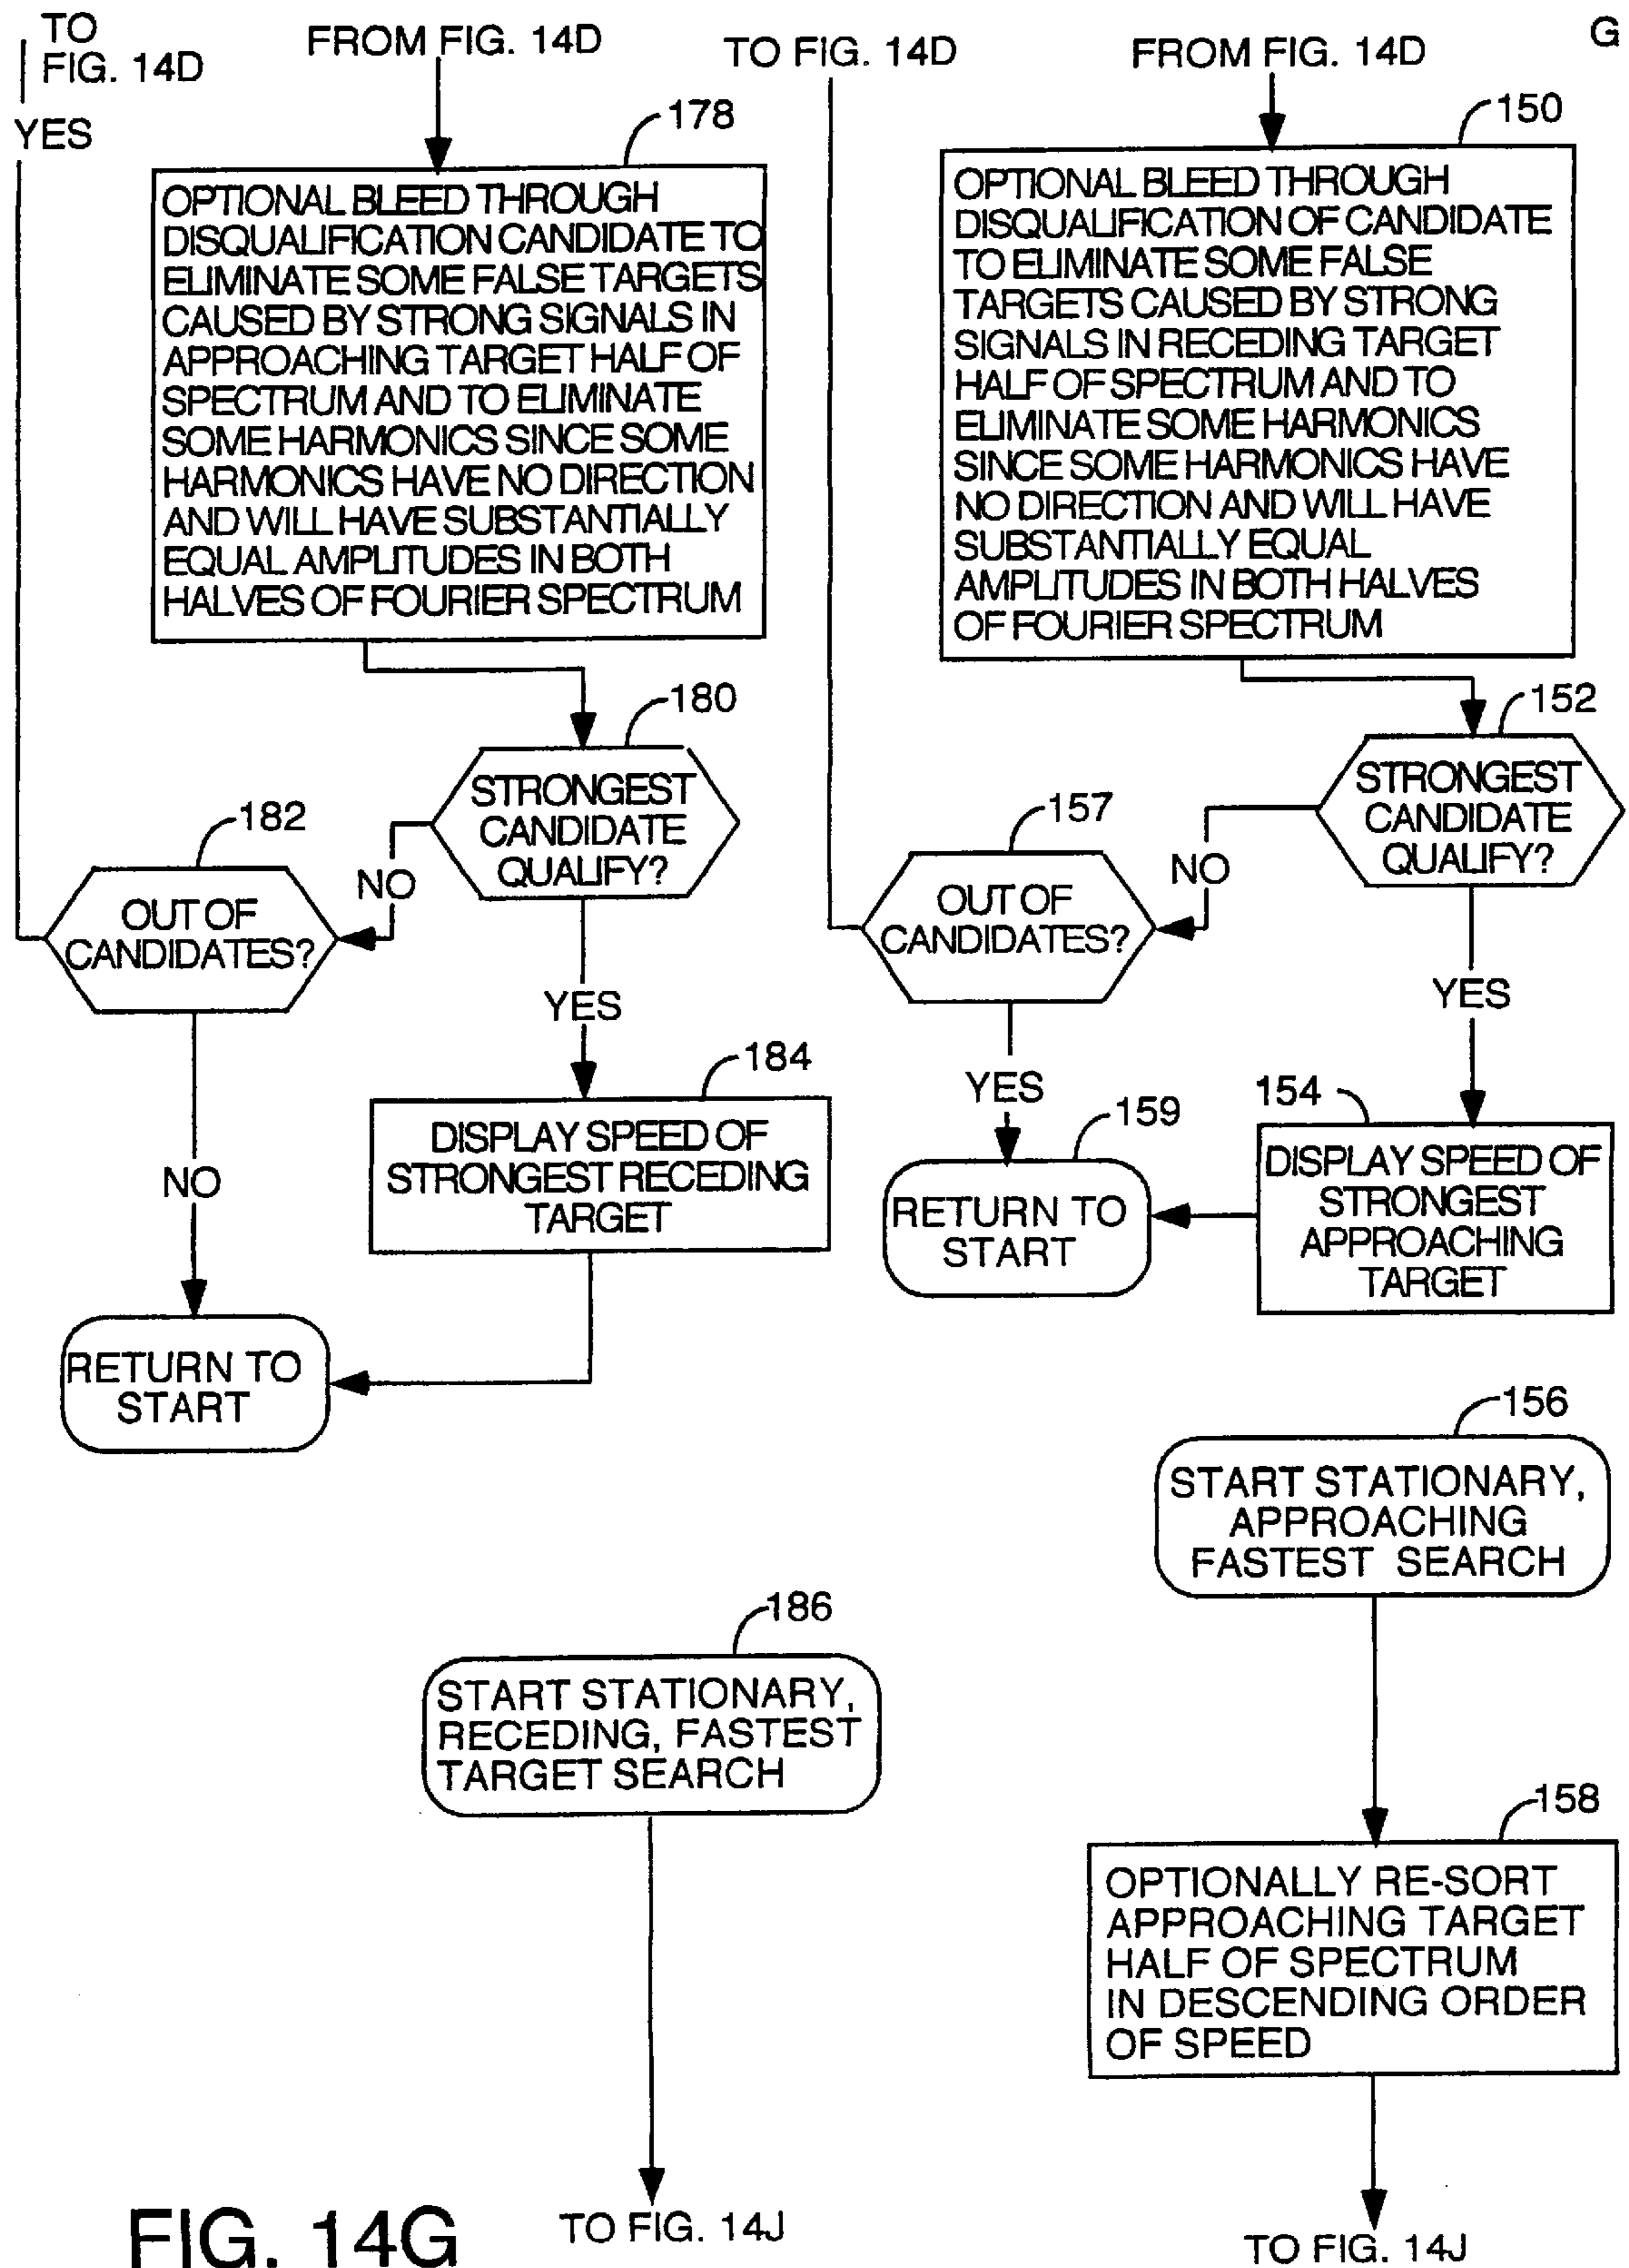 TO
FIG. 14D
YES
FROM FIG. 14D
TO FIG. 14D
FROM FIG. 14D
G
178
OPTIONAL BLEED THROUGH
DISQUALIFICATION CANDIDATE TO
ELIMINATE SOME FALSE TARGETS
CAUSED BY STRONG SIGNALS IN
APPROACHING TARGET HALF OF
SPECTRUM AND TO ELIMINATE
SOME HARMONICS SINCE SOME
HARMONICS HAVE NO DIRECTION
AND WILL HAVE SUBSTANTIALLY
EQUAL AMPLITUDES IN BOTH
HALVES OF FOURIER SPECTRUM
150
OPTIONAL BLEED THROUGH
DISQUALIFICATION OF CANDIDATE
TO ELIMINATE SOME FALSE
TARGETS CAUSED BY STRONG
SIGNALS IN RECEDING TARGET
HALF OF SPECTRUM AND TO
ELIMINATE SOME HARMONICS
SINCE SOME HARMONICS HAVE
NO DIRECTION AND WILL HAVE
SUBSTANTIALLY EQUAL
AMPLITUDES IN BOTH HALVES
OF FOURIER SPECTRUM
180
STRONGEST
CANDIDATE
QUALIFY?
NO
182
OUT OF
CANDIDATES?
YES
NO
184
DISPLAY SPEED OF
STRONGEST RECEDING
TARGET
RETURN TO
START
152
STRONGEST
CANDIDATE
QUALIFY?
NO
157
OUT OF
CANDIDATES?
YES
YES
159
RETURN TO
START
154
DISPLAY SPEED OF
STRONGEST
APPROACHING
TARGET
156
START STATIONARY,
APPROACHING
FASTEST SEARCH
186
START STATIONARY,
RECEDING, FASTEST
TARGET SEARCH
158
OPTIONALLY RE-SORT
APPROACHING TARGET
HALF OF SPECTRUM
IN DESCENDING ORDER
OF SPEED
TO FIG. 14J
TO FIG. 14J
FIG. 14G